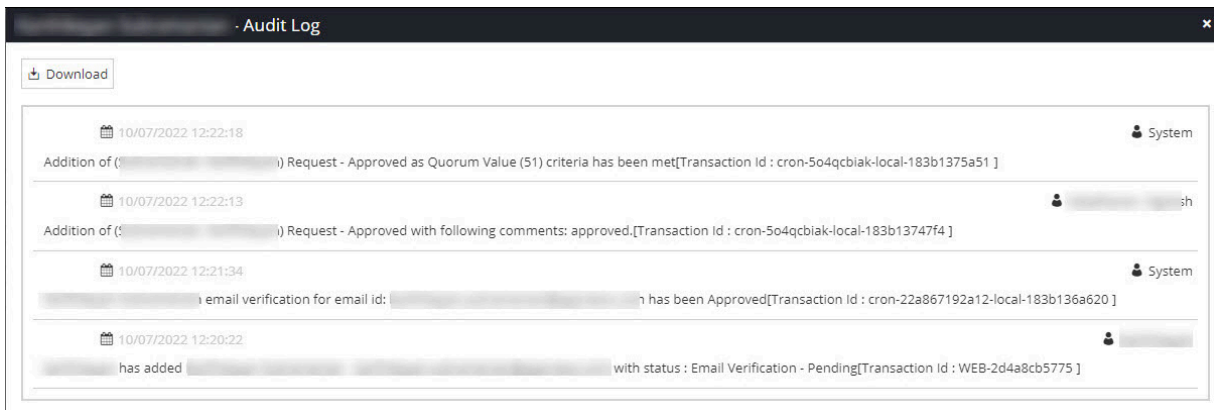 - Audit Log
Download
10/07/2022 12:22:18 System
Addition of ( ) Request - Approved as Quorum Value (51) criteria has been met[Transaction Id : cron-5o4qcbiak-local-183b1375a51 ]
10/07/2022 12:22:13
Addition of ( ) Request - Approved with following comments: approved.[Transaction Id : cron-5o4qcbiak-local-183b13747f4 ]
10/07/2022 12:21:34 System
email verification for email id: has been Approved[Transaction Id : cron-22a867192a12-local-183b136a620 ]
10/07/2022 12:20:22
has added with status : Email Verification - Pending[Transaction Id : WEB-2d4a8cb5775 ]